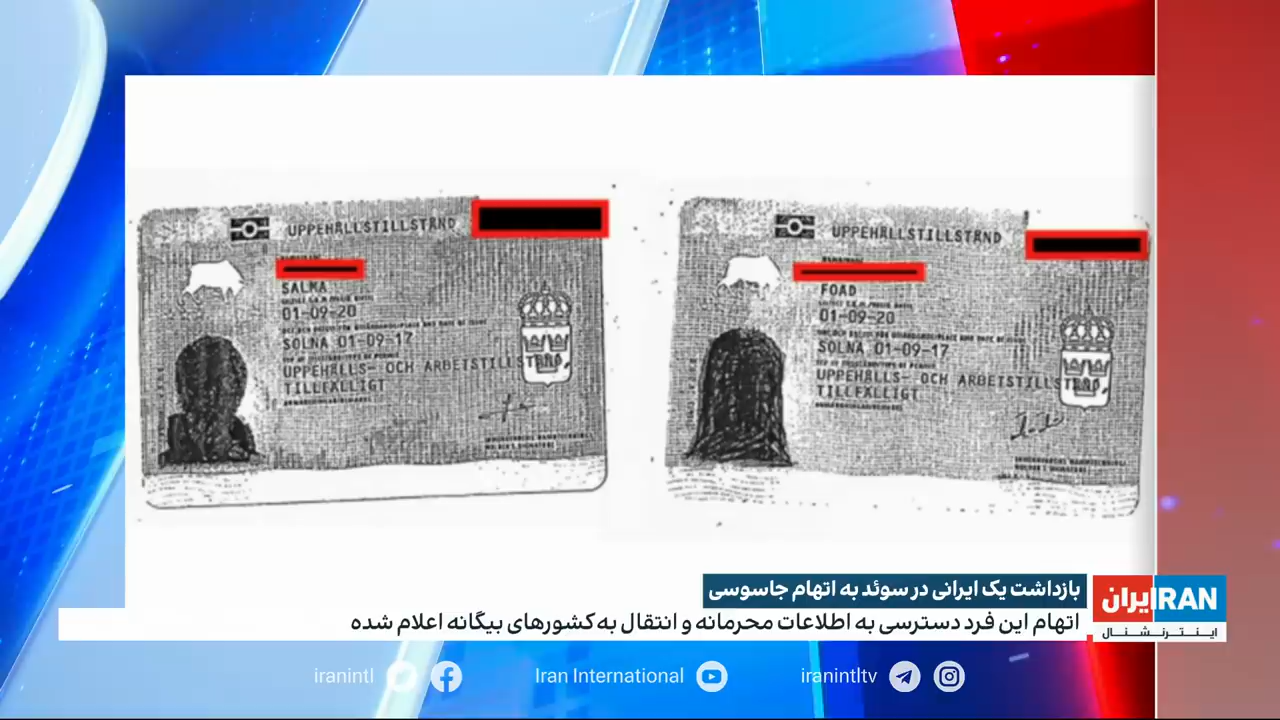 UPPEHÅLLSTILLSTÅND
SALMA
01-09-20
SOLNA 01-09-17
UPPEHÅLLS- OCH ARBETSTILLSTÅND,
TILLFÄLLIGT
UPPEHÅLLSTILLSTÅND
FOAD
01-09-20
SOLNA 01-09-17
UPPEHÅLLS- OCH ARBETSTILLSTÅND,
TILLFÄLLIGT
بازداشت یک ایرانی در سوئد به اتهام جاسوسی
اتهام این فرد دسترسی به اطلاعات محرمانه و انتقال به کشورهای بیگانه اعلام شده
ایران IRAN
اینترنشنال
iranintl
Iran International
iranintltv